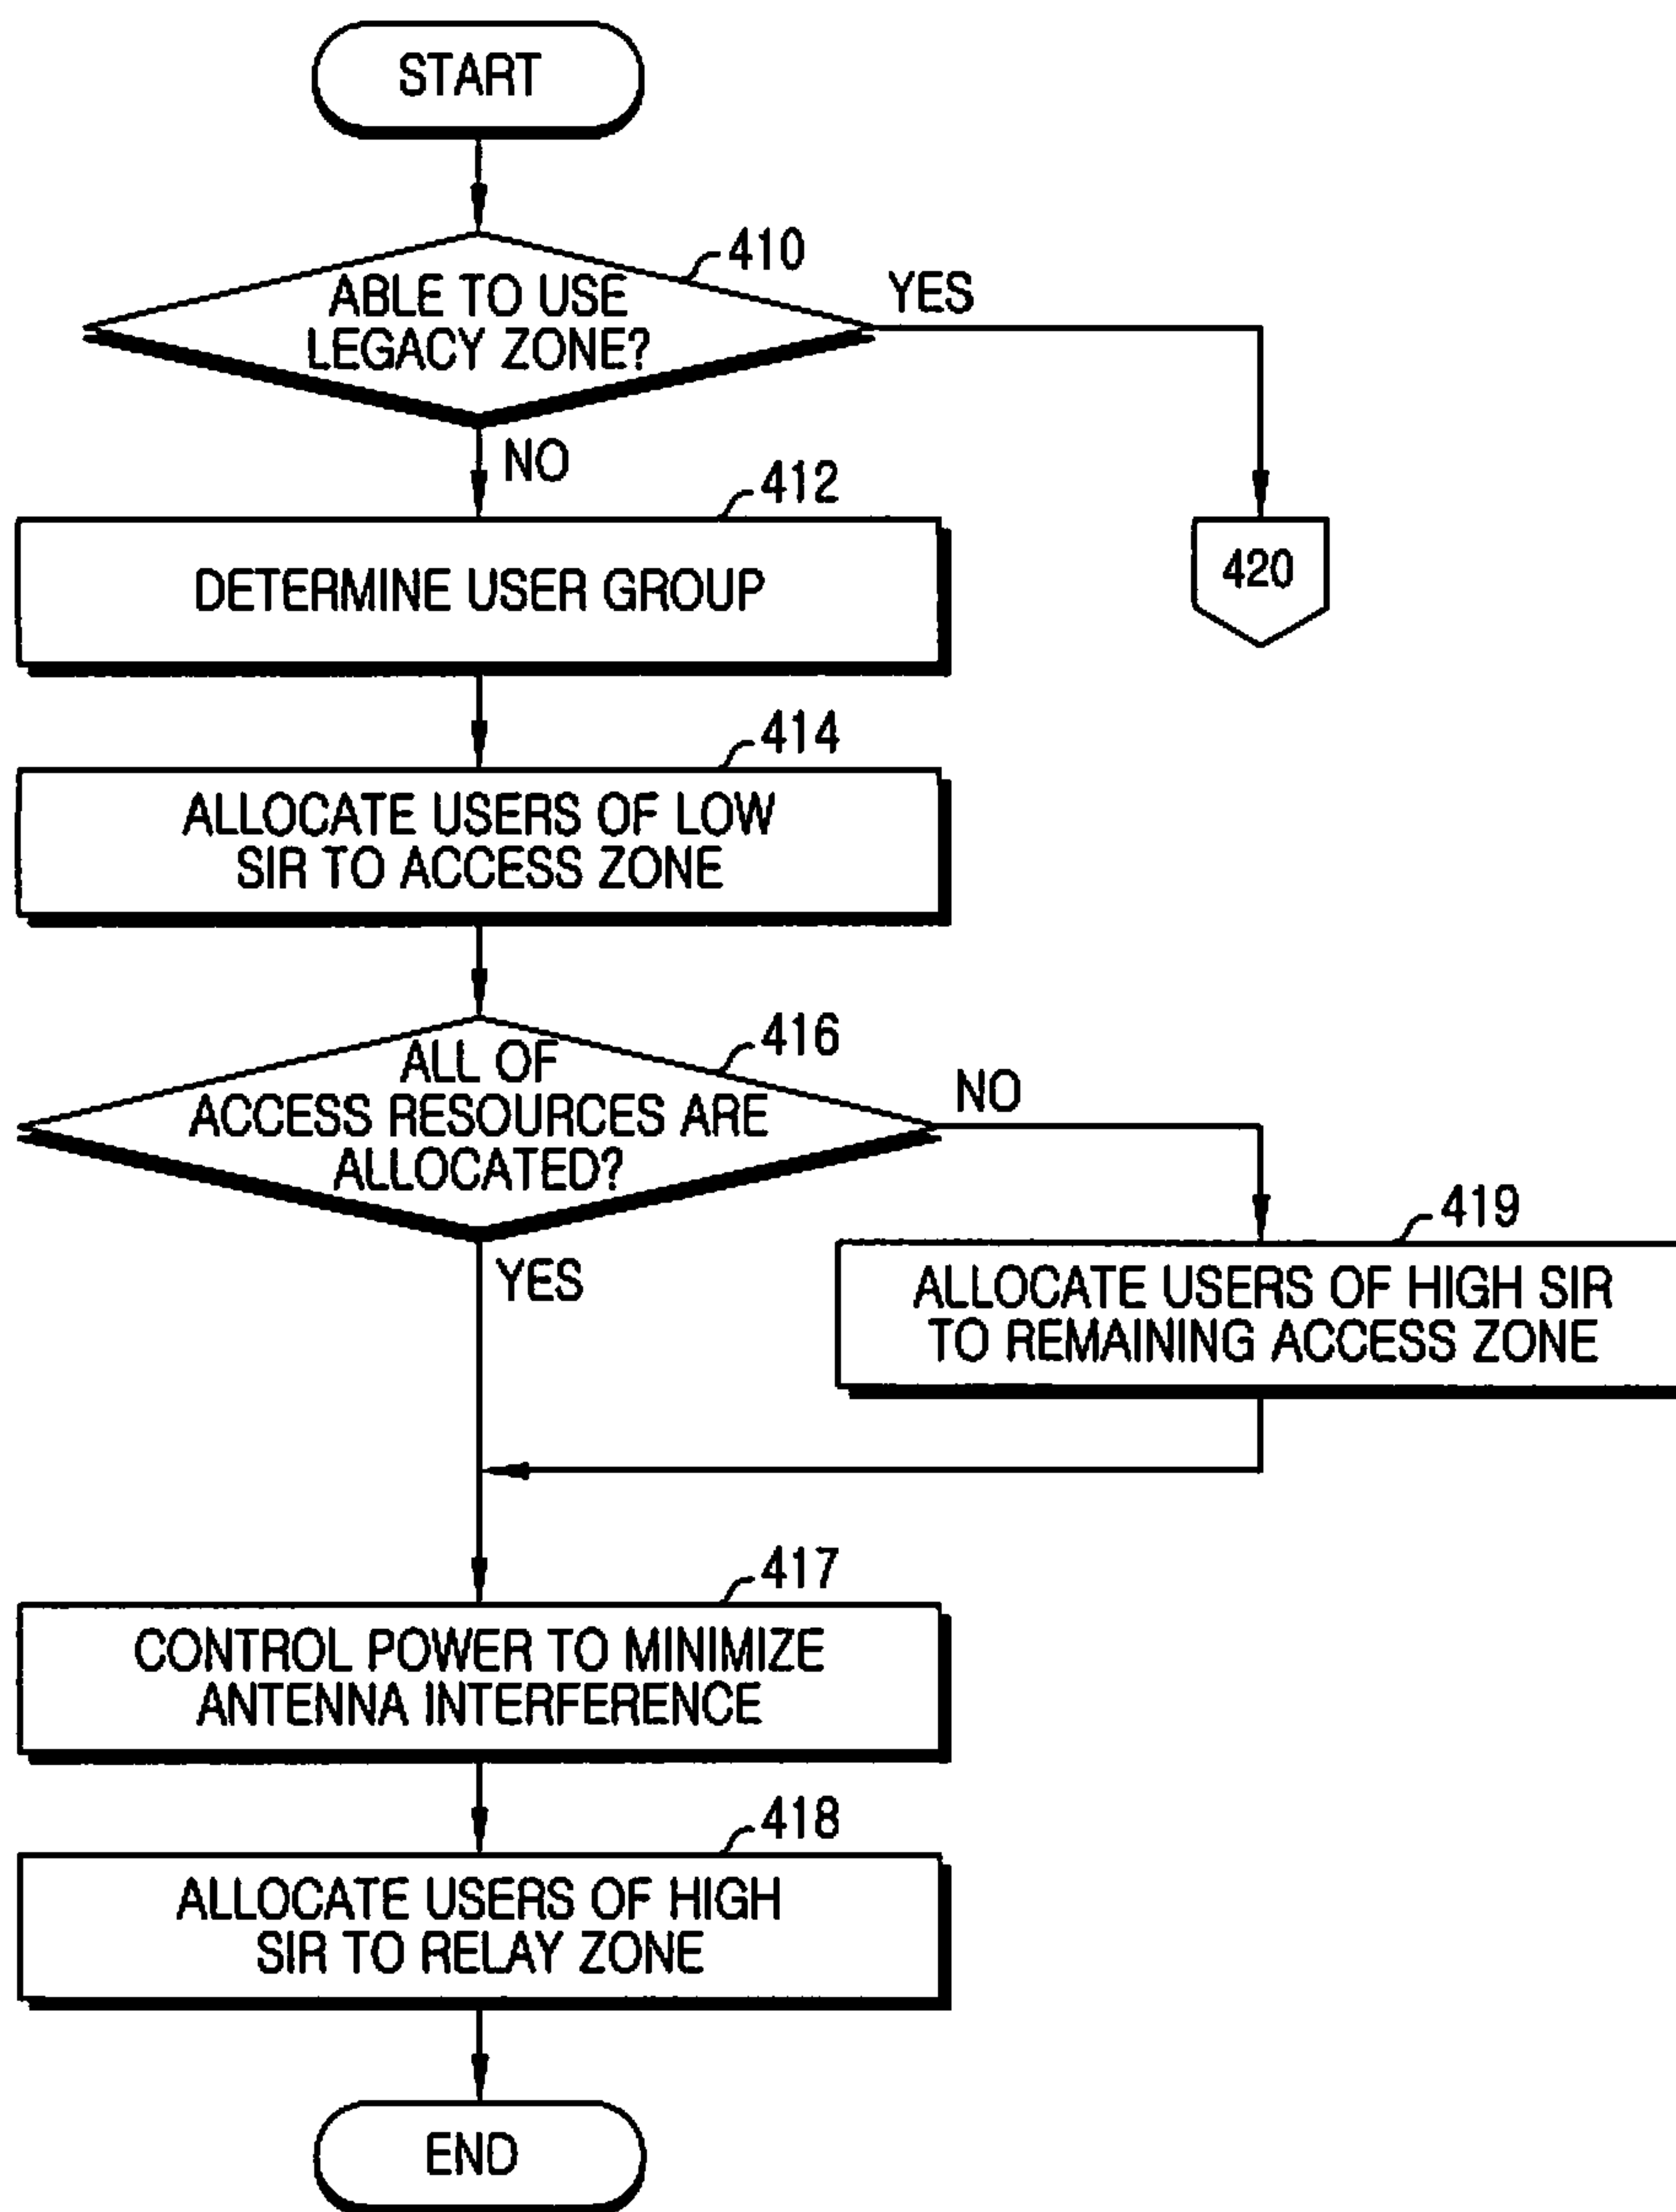 START
410
ABLE TO USE
LEGACY ZONE?
YES
NO
412
DETERMINE USER GROUP
420
414
ALLOCATE USERS OF LOW
SIR TO ACCESS ZONE
416
ALL OF
ACCESS RESOURCES ARE
ALLOCATED?
NO
YES
419
ALLOCATE USERS OF HIGH SIR
TO REMAINING ACCESS ZONE
417
CONTROL POWER TO MINIMIZE
ANTENNA INTERFERENCE
418
ALLOCATE USERS OF HIGH
SIR TO RELAY ZONE
END